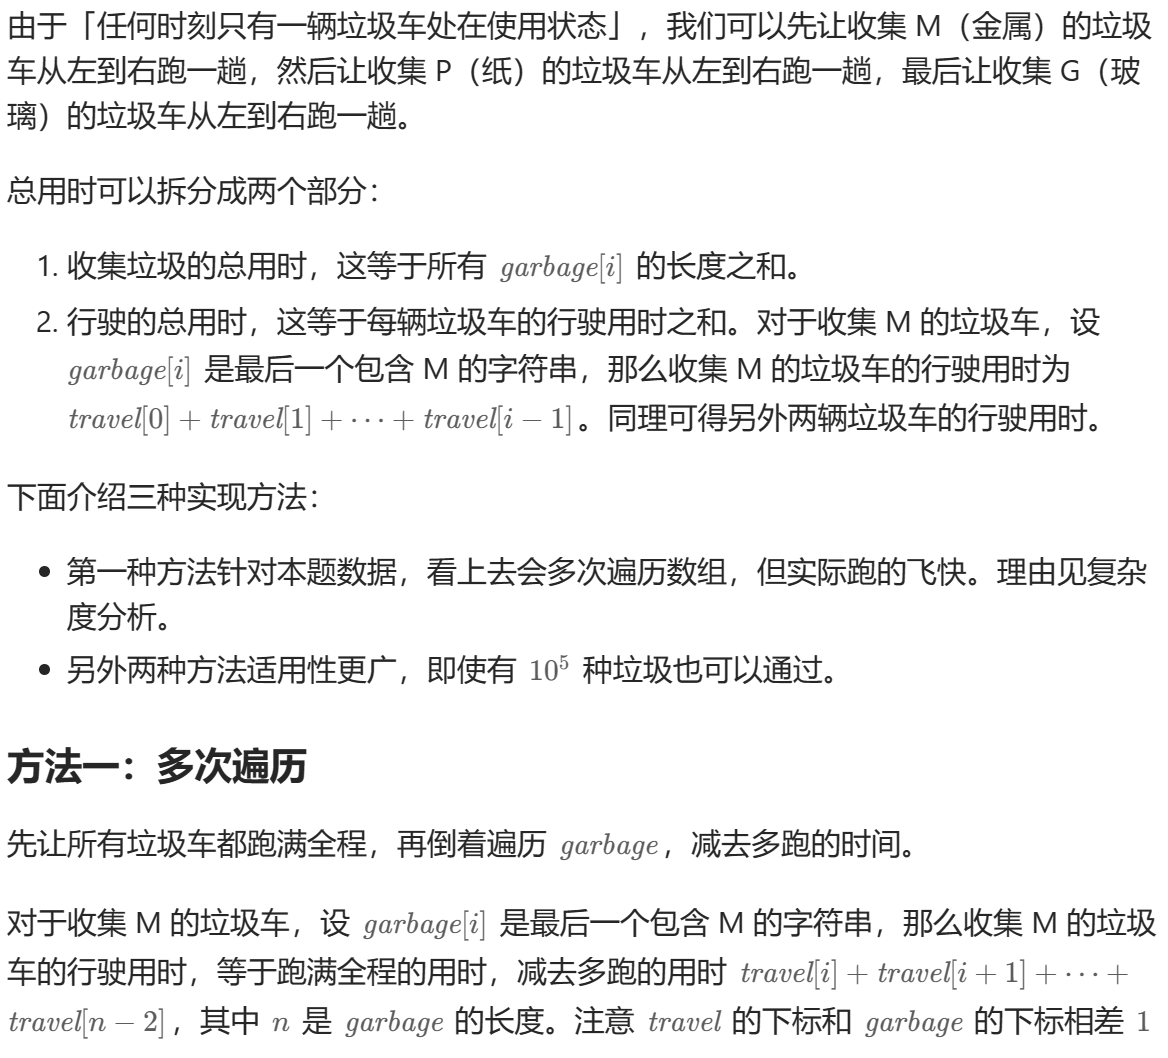 由于「任何时刻只有一辆垃圾车处在使用状态」，我们可以先让收集 M（金属）的垃圾
车从左到右跑一趟，然后让收集 P（纸）的垃圾车从左到右跑一趟，最后让收集 G（玻
璃）的垃圾车从左到右跑一趟。
总用时可以拆分成两个部分：
1. 收集垃圾的总用时，这等于所有 garbage[i] 的长度之和。
2. 行驶的总用时，这等于每辆垃圾车的行驶用时之和。对于收集 M 的垃圾车，设
garbage[i] 是最后一个包含 M 的字符串，那么收集 M 的垃圾车的行驶用时为
travel[0] + travel[1] + ⋯ + travel[i − 1]。同理可得另外两辆垃圾车的行驶用时。
下面介绍三种实现方法：
• 第一种方法针对本题数据，看上去会多次遍历数组，但实际跑的飞快。理由见复杂
度分析。
• 另外两种方法适用性更广，即使有 10⁵ 种垃圾也可以通过。
方法一：多次遍历
先让所有垃圾车都跑满全程，再倒着遍历 garbage，减去多跑的时间。
对于收集 M 的垃圾车，设 garbage[i] 是最后一个包含 M 的字符串，那么收集 M 的垃圾
车的行驶用时，等于跑满全程的用时，减去多跑的用时 travel[i] + travel[i + 1] + ⋯ +
travel[n − 2]，其中 n 是 garbage 的长度。注意 travel 的下标和 garbage 的下标相差 1